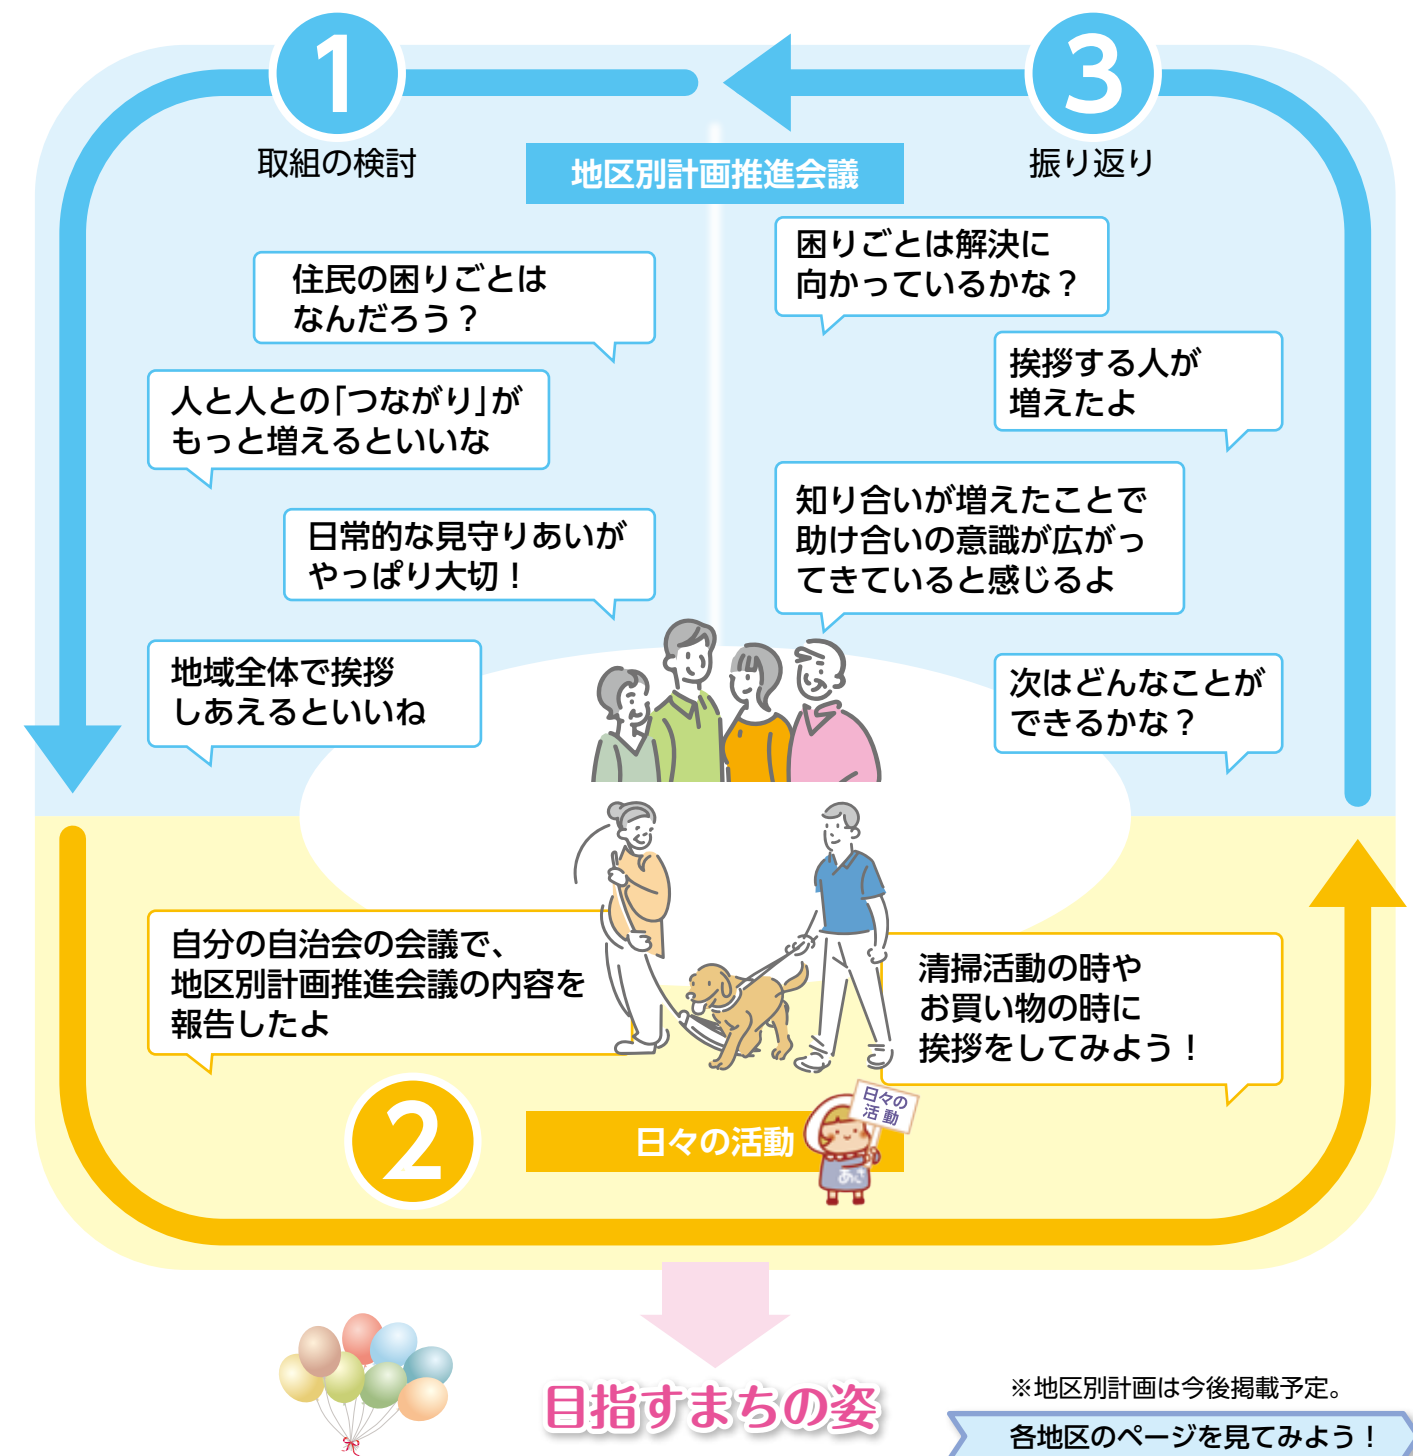 1
取組の検討
3
振り返り
地区別計画推進会議
住民の困りごとは
なんだろう？
人と人との「つながり」が
もっと増えるといいな
日常的な見守りあいが
やっぱり大切！
地域全体で挨拶
しあえるといいね
困りごとは解決に
向かっているかな？
挨拶する人が
増えたよ
知り合いが増えたことで
助け合いの意識が広がっ
てきていると感じるよ
次はどんなことが
できるかな？
自分の自治会の会議で、
地区別計画推進会議の内容を
報告したよ
清掃活動の時や
お買い物の時に
挨拶をしてみよう！
2
日々の活動
日々の
活動
あさ
目指すまちの姿
※地区別計画は今後掲載予定。
各地区のページを見てみよう！